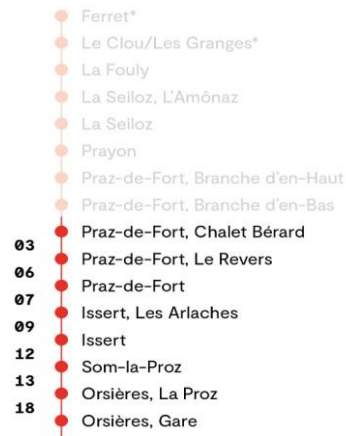 Ferret*
Le Clou/Les Granges*
La Fouly
La Seiloz, L'Amônaz
La Seiloz
Prayon
Praz-de-Fort, Branche d'en-Haut
Praz-de-Fort, Branche d'en-Bas
Praz-de-Fort, Chalet Bérard
03
Praz-de-Fort, Le Revers
06
Praz-de-Fort
07
Issert, Les Arlaches
09
Issert
12
Som-la-Proz
13
Orsières, La Proz
18
Orsières, Gare